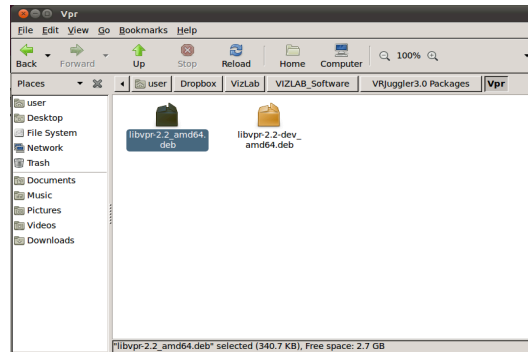 Vpr
File Edit View Go Bookmarks Help
Back Forward Up Stop Reload Home Computer 100%
Places user Dropbox VizLab VIZLAB_Software VRJuggler3.0 Packages Vpr
user
Desktop
File System
Network
Trash
Documents
Music
Pictures
Videos
Downloads
libvpr-2.2_amd64.
deb
libvpr-2.2-dev_
amd64.deb
"libvpr-2.2_amd64.deb" selected (340.7 KB), Free space: 2.7 GB